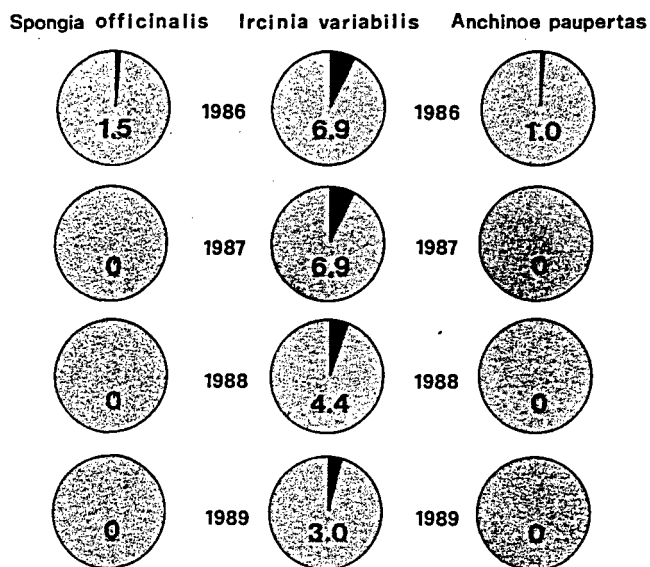 Spongia officinalis Ircinia variabilis Anchinoe paupertas
1.5 1986 6.9 1986 1.0
0 1987 6.9 1987 0
0 1988 4.4 1988 0
0 1989 3.0 1989 0